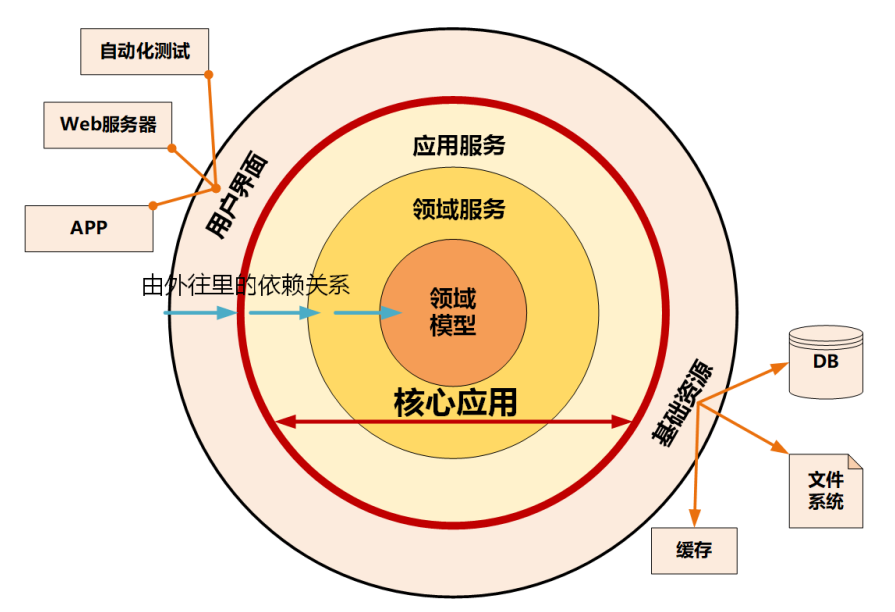 自动化测试
Web服务器
APP
用户界面
应用服务
领域服务
由外往里的依赖关系
领域
模型
核心应用
基础资源
DB
文件
系统
缓存